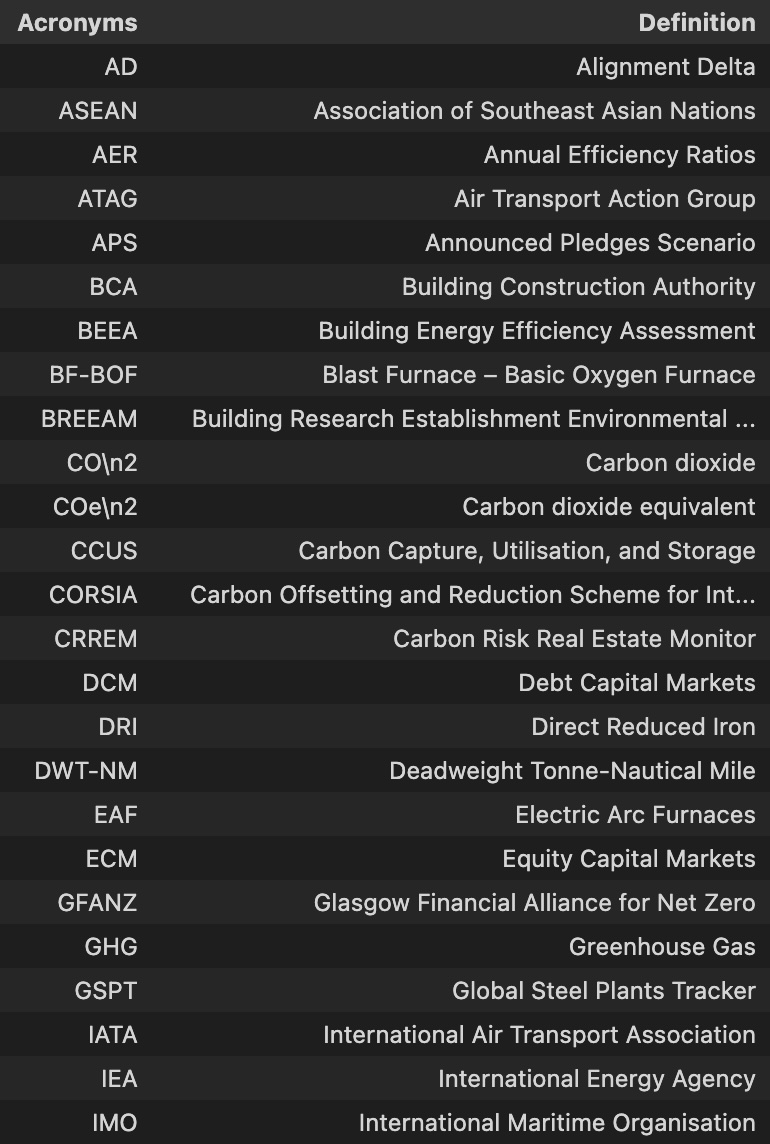 Acronyms Definition
AD Alignment Delta
ASEAN Association of Southeast Asian Nations
AER Annual Efficiency Ratios
ATAG Air Transport Action Group
APS Announced Pledges Scenario
BCA Building Construction Authority
BEEA Building Energy Efficiency Assessment
BF-BOF Blast Furnace – Basic Oxygen Furnace
BREEAM Building Research Establishment Environmental ...
CO\n2 Carbon dioxide
COe\n2 Carbon dioxide equivalent
CCUS Carbon Capture, Utilisation, and Storage
CORSIA Carbon Offsetting and Reduction Scheme for Int...
CRREM Carbon Risk Real Estate Monitor
DCM Debt Capital Markets
DRI Direct Reduced Iron
DWT-NM Deadweight Tonne-Nautical Mile
EAF Electric Arc Furnaces
ECM Equity Capital Markets
GFANZ Glasgow Financial Alliance for Net Zero
GHG Greenhouse Gas
GSPT Global Steel Plants Tracker
IATA International Air Transport Association
IEA International Energy Agency
IMO International Maritime Organisation